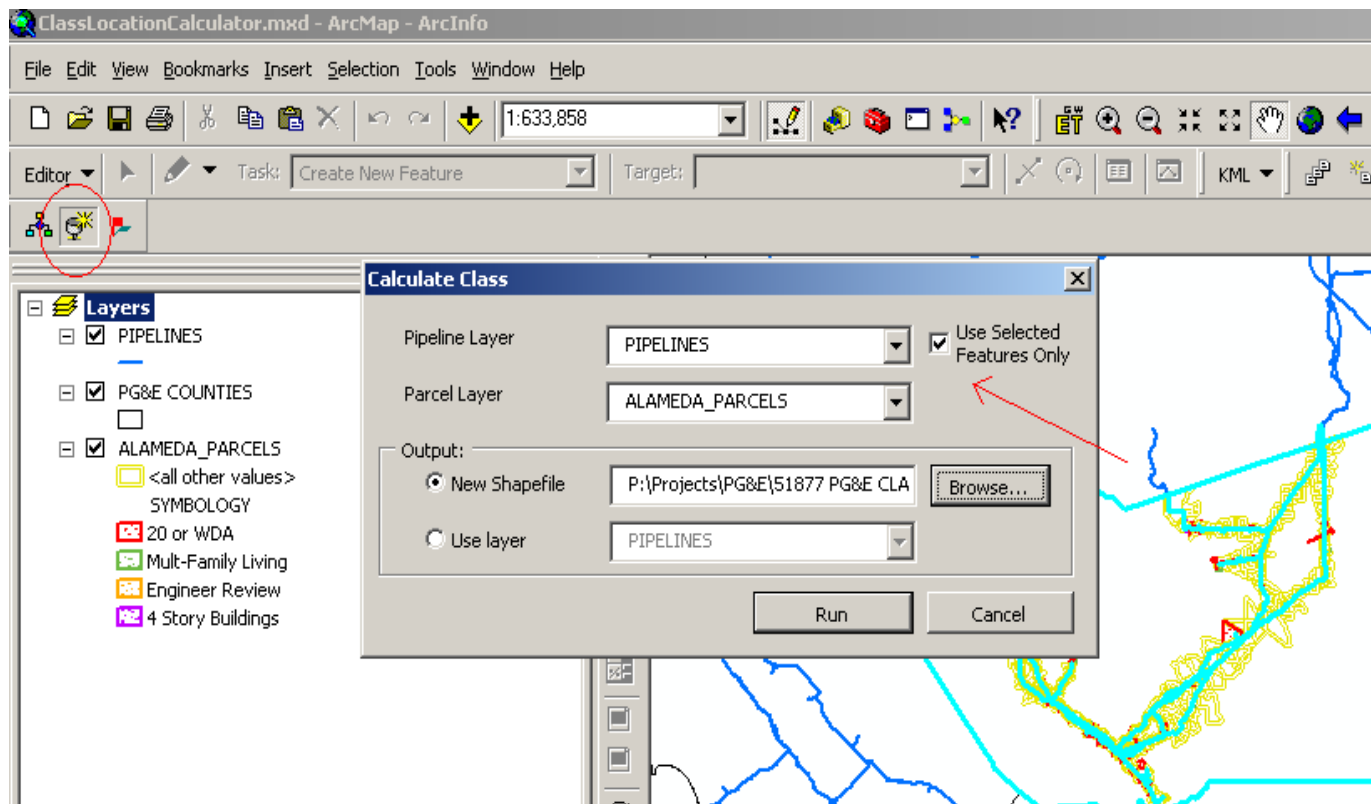 ClassLocationCalculator.mxd - ArcMap - ArcInfo
File Edit View Bookmarks Insert Selection Tools Window Help
1:633,858
Editor Task: Create New Feature Target: KML
Calculate Class
Layers
PIPELINES
PG&E COUNTIES
ALAMEDA_PARCELS
<all other values>
SYMBOLOGY
20 or WDA
Mult-Family Living
Engineer Review
4 Story Buildings
Pipeline Layer PIPELINES Use Selected
Features Only
Parcel Layer ALAMEDA_PARCELS
Output:
New Shapefile P:\Projects\PG&E\51877 PG&E CLA Browse...
Use layer PIPELINES
Run Cancel